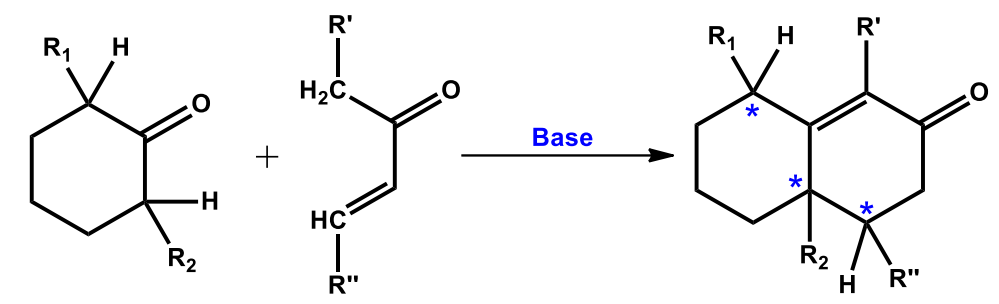 R₁ H
O
R₂ H
+
R'
H₂C
O
HC
R"
Base
R₁ H
R'
O
*
*
*
R₂
H R"